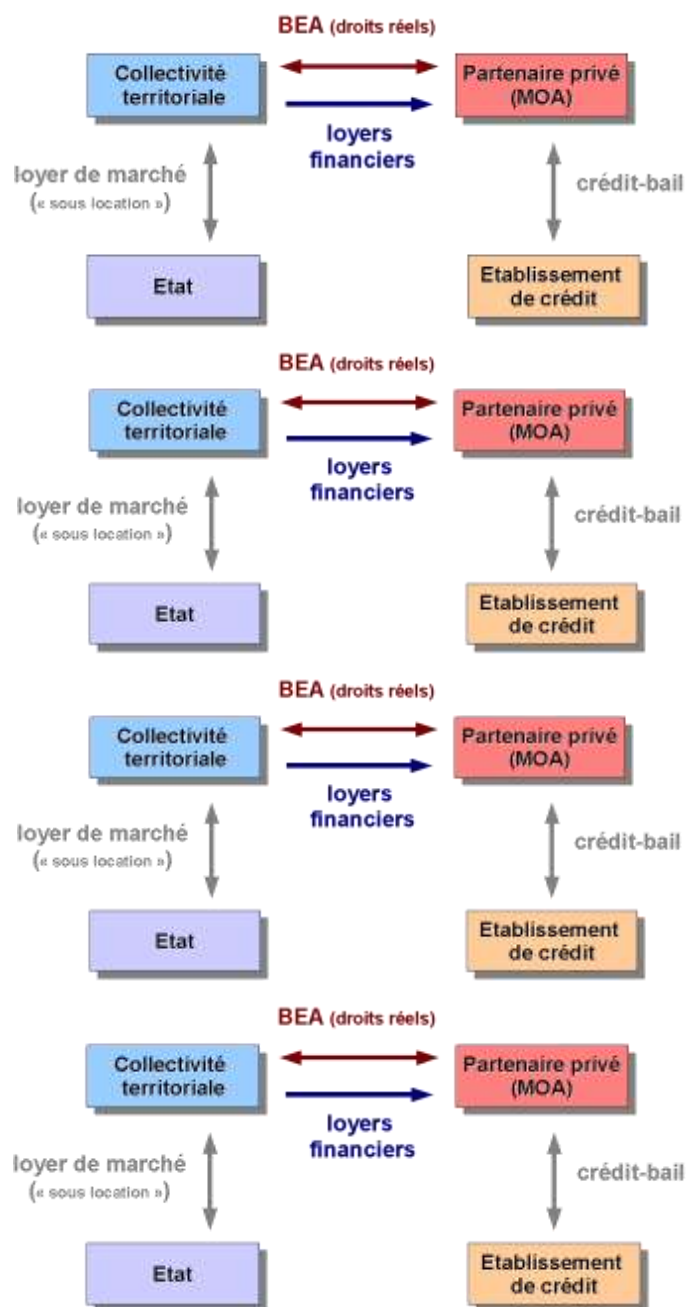 BEA (droits réels)
Collectivité
territoriale
Partenaire privé
(MOA)
loyers
financiers
loyer de marché
(« sous location »)
crédit-bail
Etat
Etablissement
de crédit
BEA (droits réels)
Collectivité
territoriale
Partenaire privé
(MOA)
loyers
financiers
loyer de marché
(« sous location »)
crédit-bail
Etat
Etablissement
de crédit
BEA (droits réels)
Collectivité
territoriale
Partenaire privé
(MOA)
loyers
financiers
loyer de marché
(« sous location »)
crédit-bail
Etat
Etablissement
de crédit
BEA (droits réels)
Collectivité
territoriale
Partenaire privé
(MOA)
loyers
financiers
loyer de marché
(« sous location »)
crédit-bail
Etat
Etablissement
de crédit